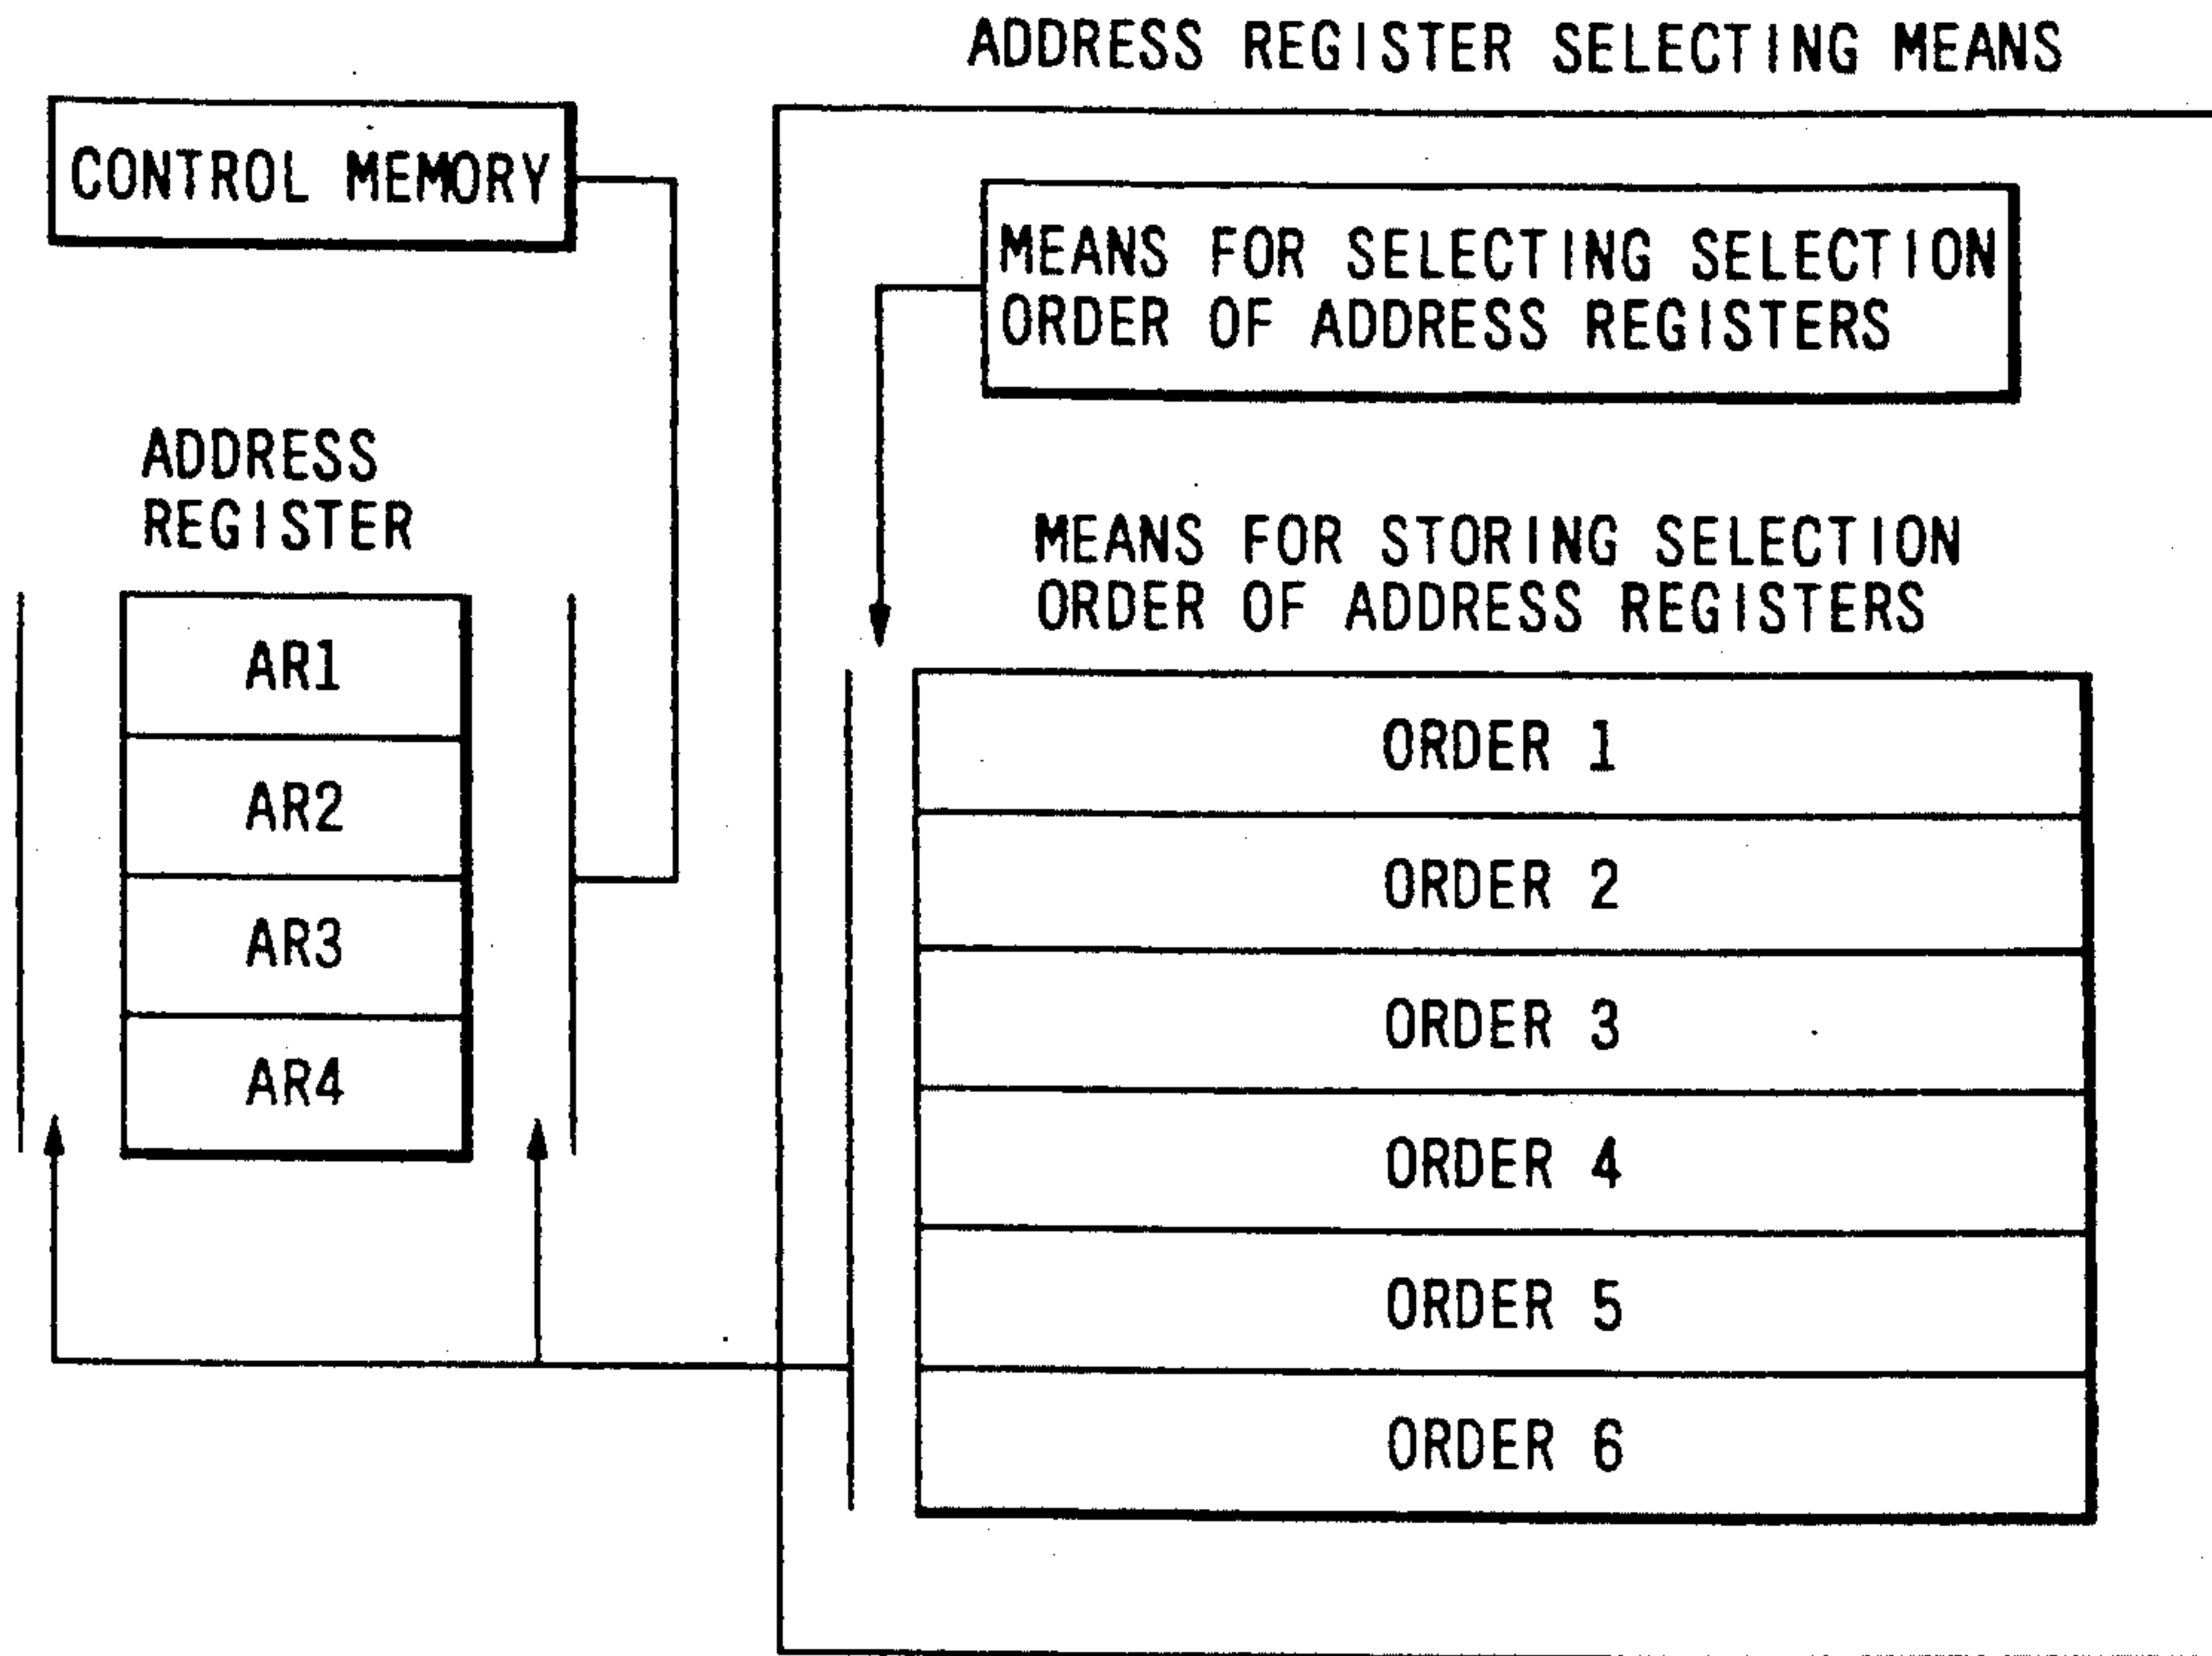 ADDRESS REGISTER SELECTING MEANS
CONTROL MEMORY
MEANS FOR SELECTING SELECTION
ORDER OF ADDRESS REGISTERS
ADDRESS
REGISTER
AR1
AR2
AR3
AR4
MEANS FOR STORING SELECTION
ORDER OF ADDRESS REGISTERS
ORDER 1
ORDER 2
ORDER 3
ORDER 4
ORDER 5
ORDER 6